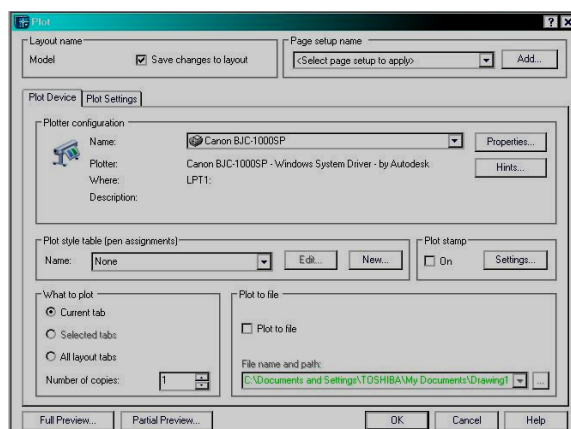 Plot
Layout name
Model
Save changes to layout
Page setup name
<Select page setup to apply>
Add...
Plot Device
Plot Settings
Plotter configuration
Name:
Canon BJC-1000SP
Properties...
Plotter:
Canon BJC-1000SP - Windows System Driver - by Autodesk
Hints...
Where:
LPT1:
Description:
Plot style table (pen assignments)
Name:
None
Edit...
New...
Plot stamp
On
Settings...
What to plot
Current tab
Selected tabs
All layout tabs
Number of copies:
1
Plot to file
Plot to file
File name and path:
C:\Documents and Settings\TOSHIBA\My Documents\Drawing1
...
Full Preview...
Partial Preview...
OK
Cancel
Help